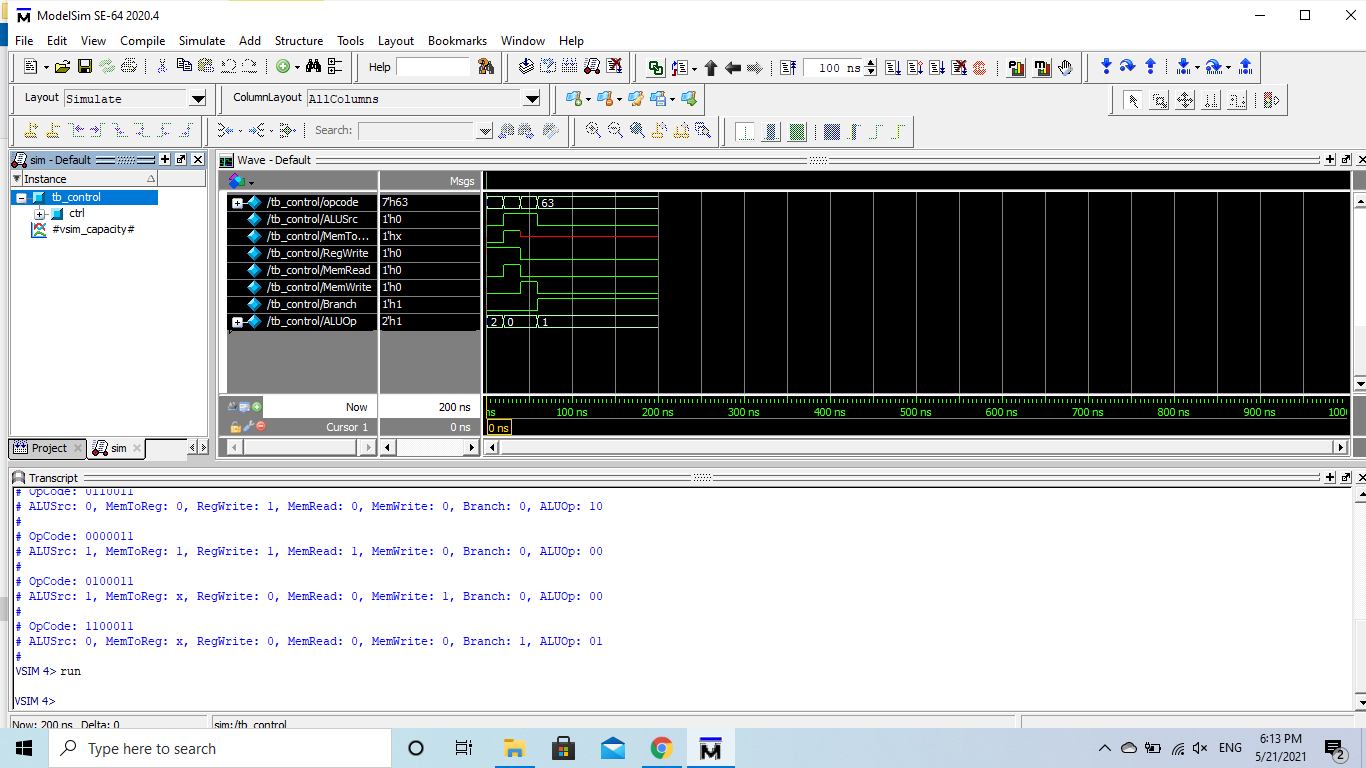 ModelSim SE-64 2020.4
File Edit View Compile Simulate Add Structure Tools Layout Bookmarks Window Help
Help 100 ns
Layout Simulate ColumnLayout AllColumns
Search:
sim - Default Wave - Default
Instance Msgs
tb_control
ctrl
#vsim_capacity#
/tb_control/opcode 7'h63 63
/tb_control/ALUSrc 1'h0
/tb_control/MemTo... 1'hx
/tb_control/RegWrite 1'h0
/tb_control/MemRead 1'h0
/tb_control/MemWrite 1'h0
/tb_control/Branch 1'h1
/tb_control/ALUOp 2'h1 2 0 1
Now 200 ns ns 100 ns 200 ns 300 ns 400 ns 500 ns 600 ns 700 ns 800 ns 900 ns 1000
Cursor 1 0 ns 0 ns
Project sim
Transcript
# OpCode: 0110011
# ALUSrc: 0, MemToReg: 0, RegWrite: 1, MemRead: 0, MemWrite: 0, Branch: 0, ALUOp: 10
#
# OpCode: 0000011
# ALUSrc: 1, MemToReg: 1, RegWrite: 1, MemRead: 1, MemWrite: 0, Branch: 0, ALUOp: 00
#
# OpCode: 0100011
# ALUSrc: 1, MemToReg: x, RegWrite: 0, MemRead: 0, MemWrite: 1, Branch: 0, ALUOp: 00
#
# OpCode: 1100011
# ALUSrc: 0, MemToReg: x, RegWrite: 0, MemRead: 0, MemWrite: 0, Branch: 1, ALUOp: 01
#
VSIM 4> run
VSIM 4>
Now: 200 ns Delta: 0 sim:/tb_control
Type here to search
ENG
6:13 PM
5/21/2021
2